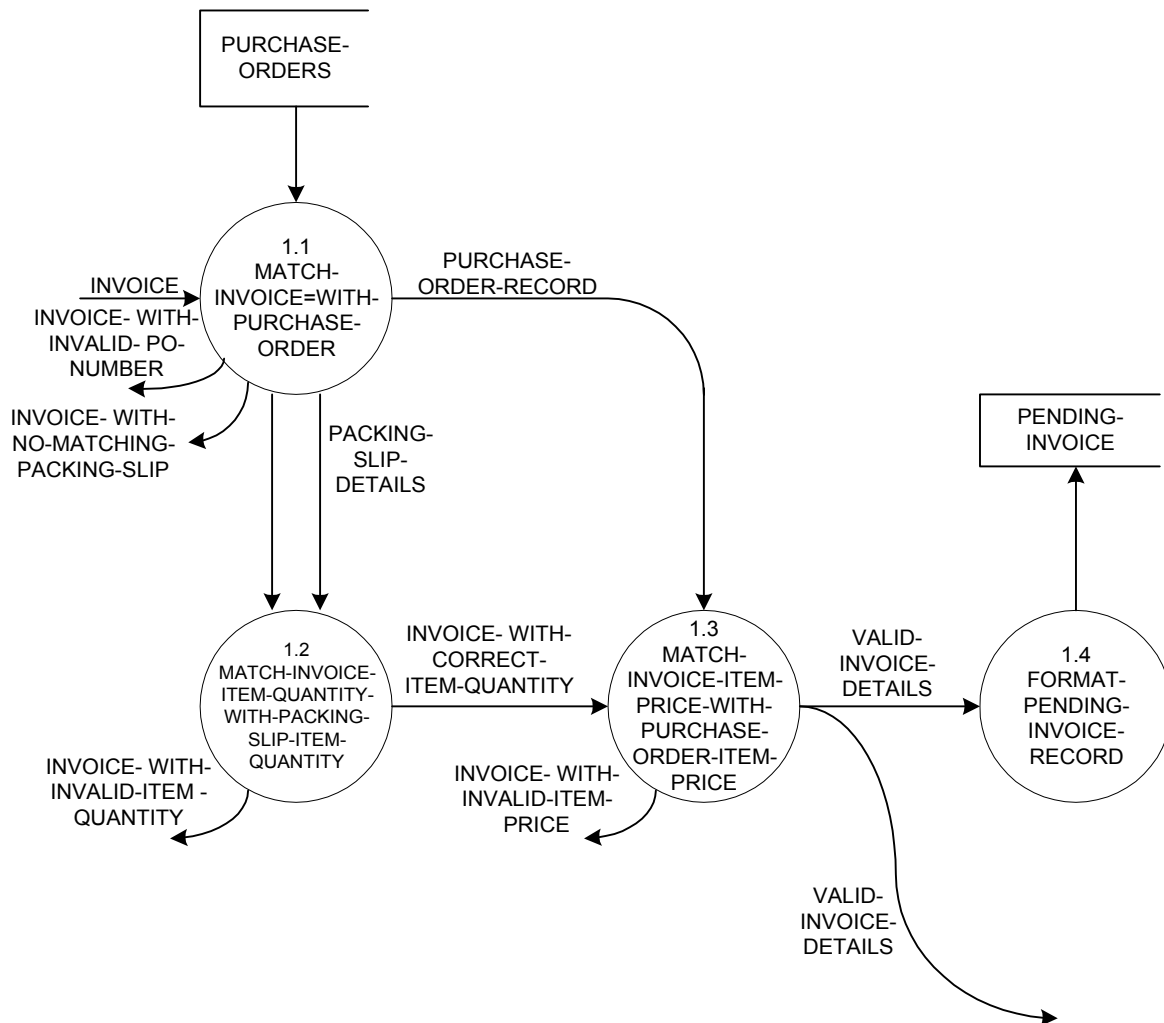 PURCHASE-
ORDERS
1.1
MATCH-
INVOICE=WITH-
PURCHASE-
ORDER
PURCHASE-
ORDER-RECORD
INVOICE
INVOICE- WITH-
INVALID- PO-
NUMBER
INVOICE- WITH-
NO-MATCHING-
PACKING-SLIP
PACKING-
SLIP-
DETAILS
PENDING-
INVOICE
1.2
MATCH-INVOICE-
ITEM-QUANTITY-
WITH-PACKING-
SLIP-ITEM-
QUANTITY
INVOICE- WITH-
CORRECT-
ITEM-QUANTITY
1.3
MATCH-
INVOICE-ITEM-
PRICE-WITH-
PURCHASE-
ORDER-ITEM-
PRICE
VALID-
INVOICE-
DETAILS
1.4
FORMAT-
PENDING-
INVOICE-
RECORD
INVOICE- WITH-
INVALID-ITEM -
QUANTITY
INVOICE- WITH-
INVALID-ITEM-
PRICE
VALID-
INVOICE-
DETAILS